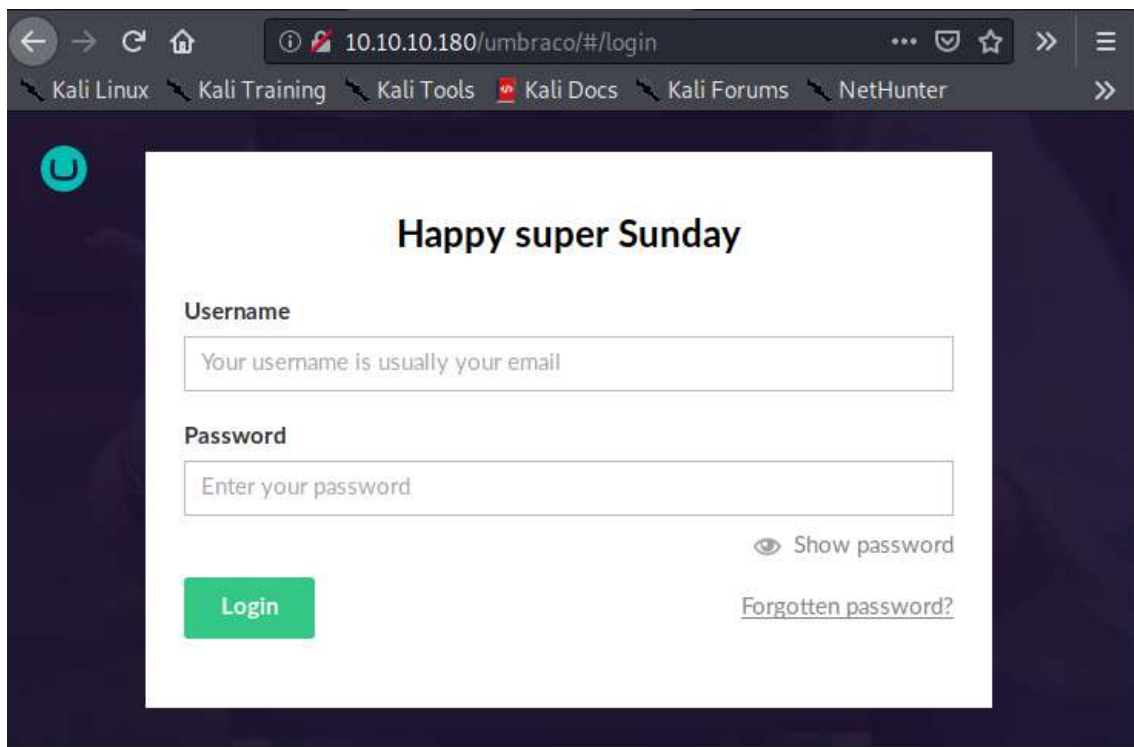 10.10.10.180/umbraco/#/login
Kali Linux Kali Training Kali Tools Kali Docs Kali Forums NetHunter
Happy super Sunday
Username
Your username is usually your email
Password
Enter your password
Show password
Login Forgotten password?